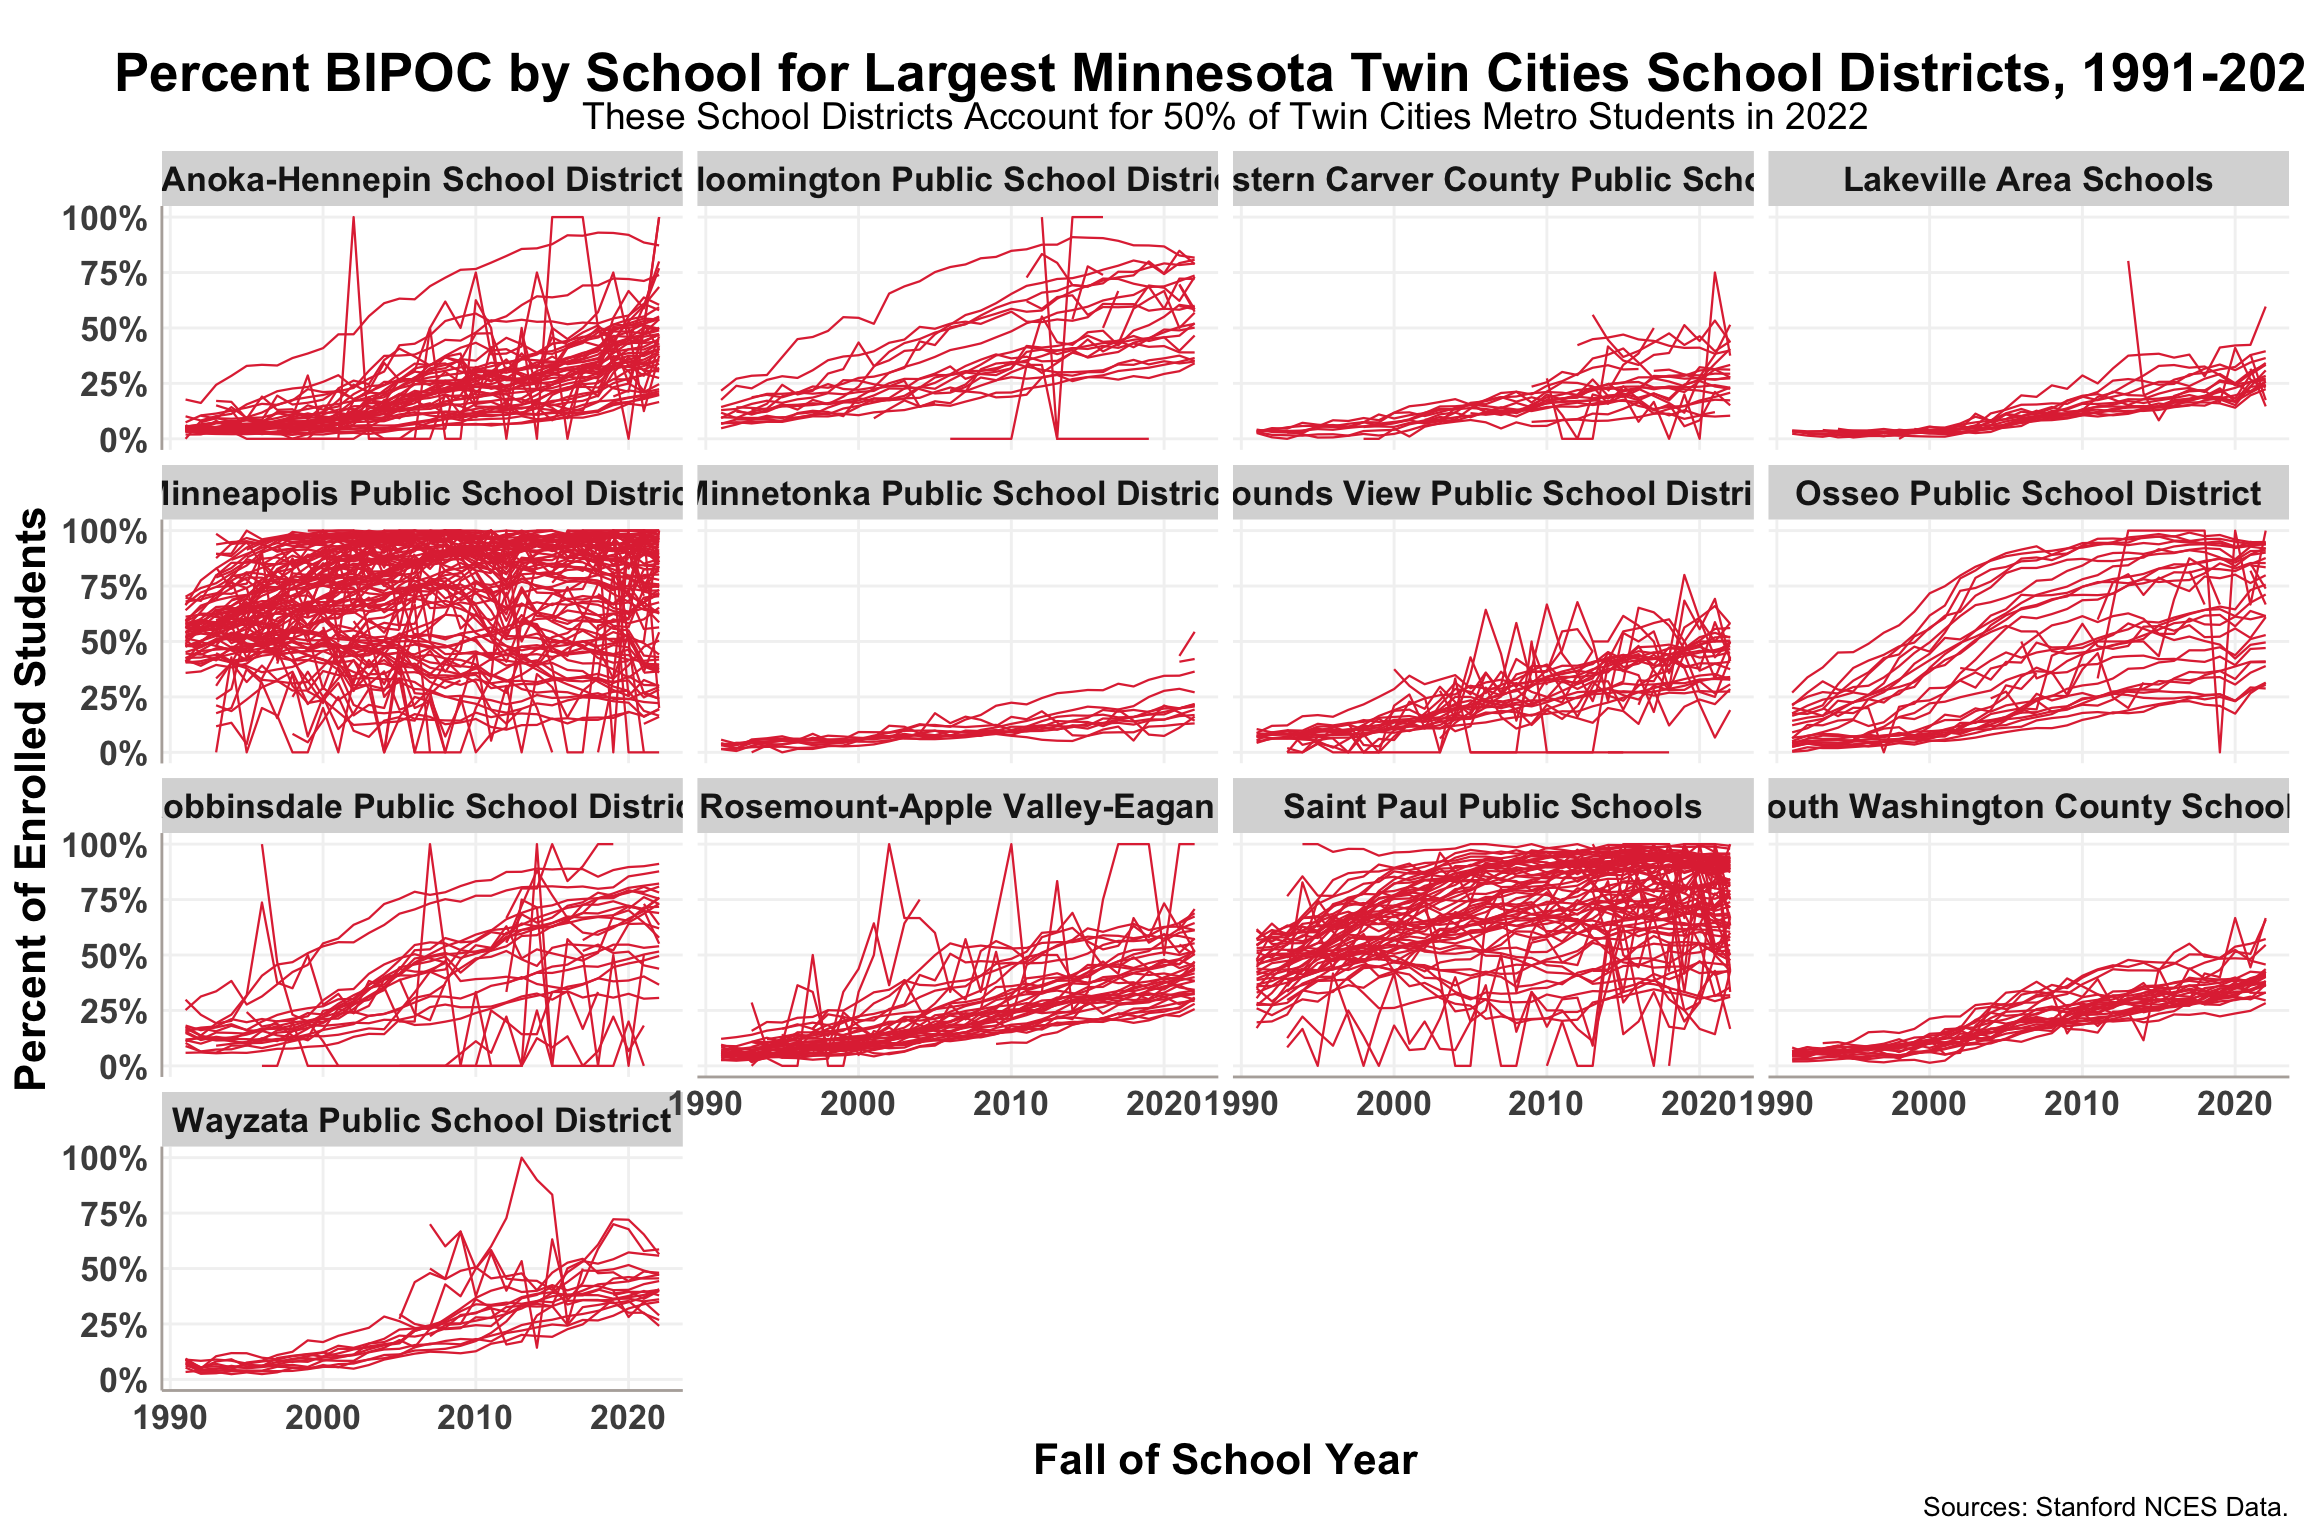 Percent BIPOC by School for Largest Minnesota Twin Cities School Districts, 1991-202
These School Districts Account for 50% of Twin Cities Metro Students in 2022
Anoka-Hennepin School District
loomington Public School Distric
stern Carver County Public Scho
Lakeville Area Schools
100%
75%
50%
25%
0%
Minneapolis Public School Distric
Minnetonka Public School Distric
ounds View Public School Distri
Osseo Public School District
100%
75%
50%
25%
0%
obbinsdale Public School Distric
Rosemount-Apple Valley-Eagan
Saint Paul Public Schools
outh Washington County School
100%
75%
50%
25%
0%
1990 2000 2010 2020
1990 2000 2010 2020
1990 2000 2010 2020
Wayzata Public School District
100%
75%
50%
25%
0%
1990 2000 2010 2020
Percent of Enrolled Students
Fall of School Year
Sources: Stanford NCES Data.